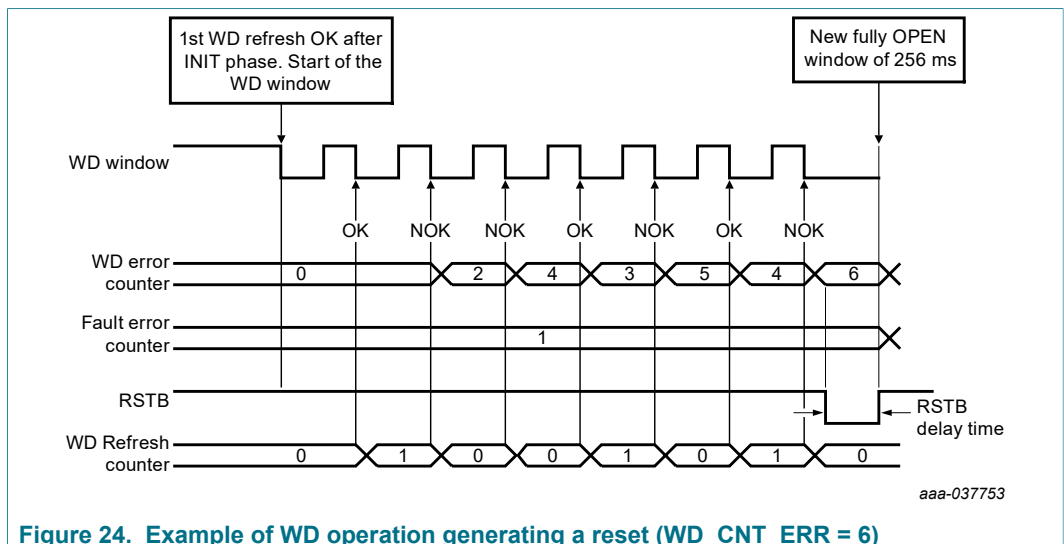 1st WD refresh OK after
INIT phase. Start of the
WD window
New fully OPEN
window of 256 ms
WD window
OK NOK NOK OK NOK OK NOK
WD error
counter
0 2 4 3 5 4 6
Fault error
counter
1
RSTB
RSTB
delay time
WD Refresh
counter
0 1 0 0 1 0 1 0
aaa-037753
Figure 24. Example of WD operation generating a reset (WD_CNT_ERR = 6)